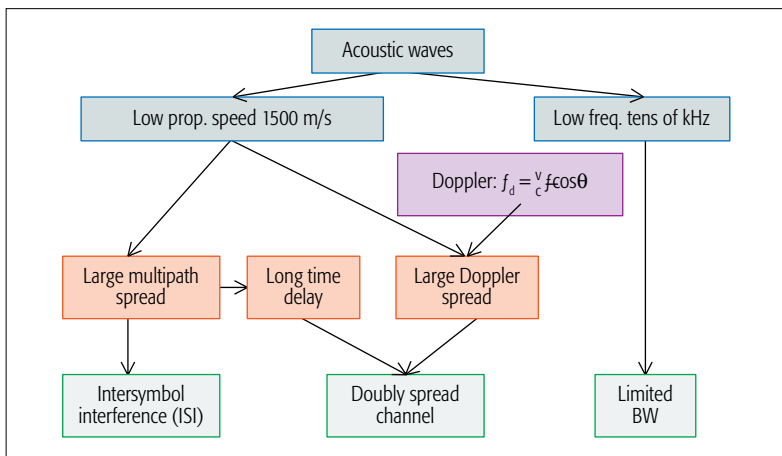 Acoustic waves
Low prop. speed 1500 m/s
Low freq. tens of kHz
Doppler: f_d = v/c f cosθ
Large multipath
spread
Long time
delay
Large Doppler
spread
Intersymbol
interference (ISI)
Doubly spread
channel
Limited
BW